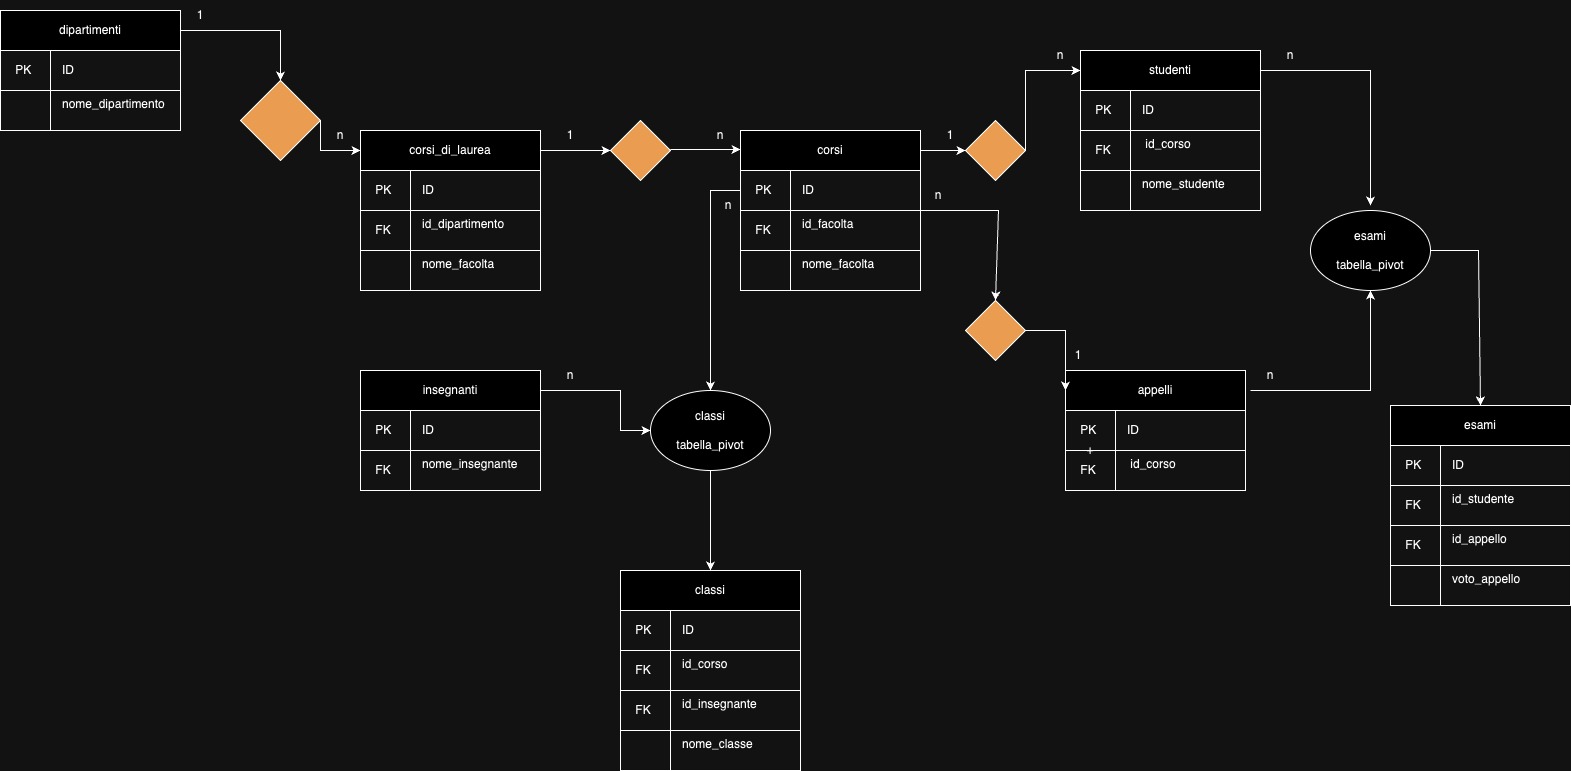 dipartimenti
1
PK ID
nome_dipartimento
n
corsi_di_laurea
PK ID
FK id_dipartimento
nome_facolta
1
n
corsi
PK ID
FK id_facolta
nome_facolta
1
n
n
n
studenti
PK ID
FK id_corso
nome_studente
n
esami
tabella_pivot
insegnanti
PK ID
FK nome_insegnante
n
classi
tabella_pivot
1
appelli
PK ID
+
FK id_corso
n
esami
PK ID
FK id_studente
FK id_appello
voto_appello
classi
PK ID
FK id_corso
FK id_insegnante
nome_classe